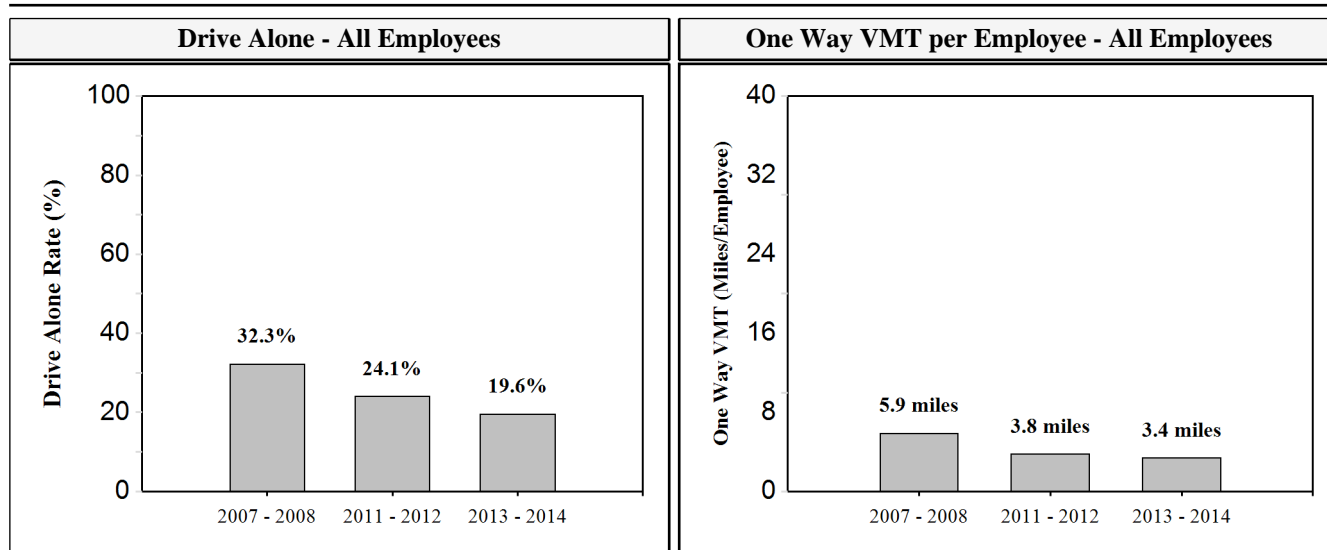 Drive Alone - All Employees
Drive Alone Rate (%)
100
80
60
40
20
0
32.3%
24.1%
19.6%
2007 - 2008
2011 - 2012
2013 - 2014
One Way VMT per Employee - All Employees
One Way VMT (Miles/Employee)
40
32
24
16
8
0
5.9 miles
3.8 miles
3.4 miles
2007 - 2008
2011 - 2012
2013 - 2014